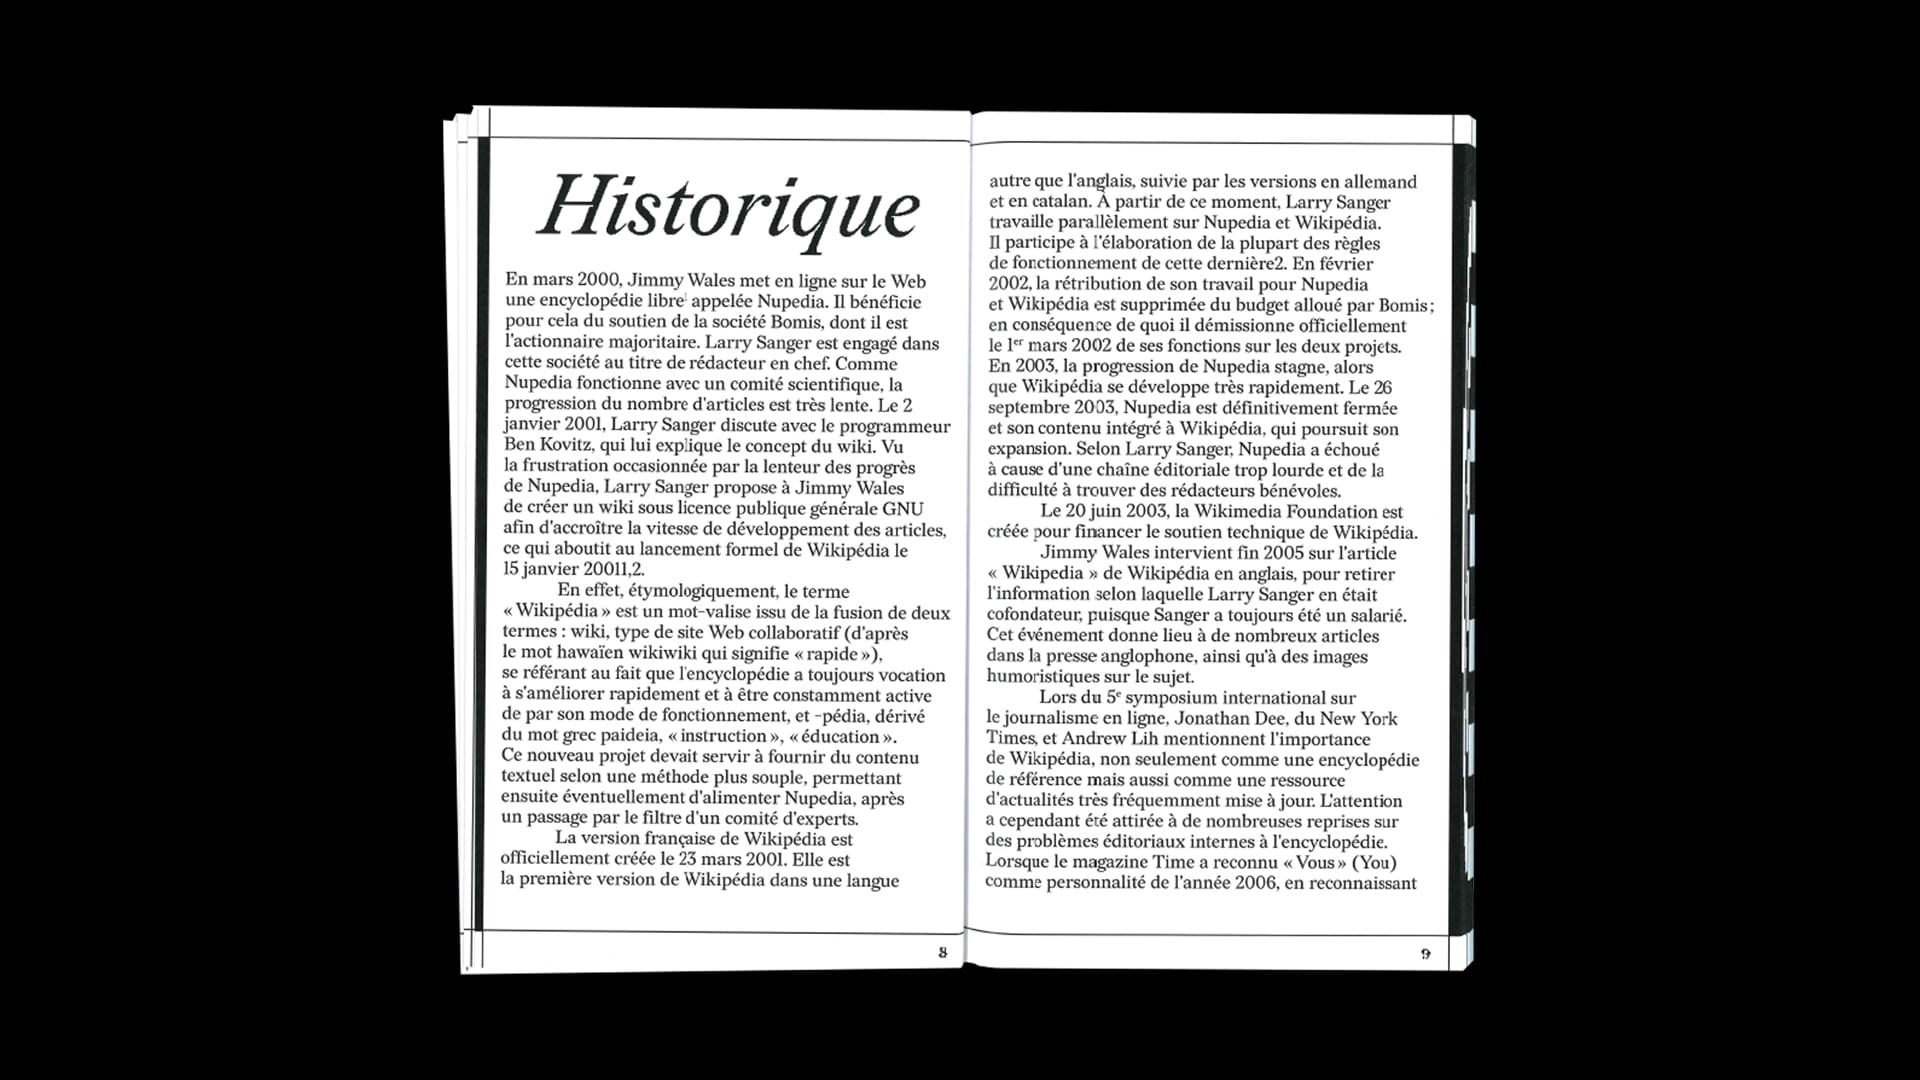 Historique
En mars 2000, Jimmy Wales met en ligne sur le Web
une encyclopédie libre¹ appelée Nupedia. Il bénéficie
pour cela du soutien de la société Bomis, dont il est
l'actionnaire majoritaire. Larry Sanger est engagé dans
cette société au titre de rédacteur en chef. Comme
Nupedia fonctionne avec un comité scientifique, la
progression du nombre d'articles est très lente. Le 2
janvier 2001, Larry Sanger discute avec le programmeur
Ben Kovitz, qui lui explique le concept du wiki. Vu
la frustration occasionnée par la lenteur des progrès
de Nupedia, Larry Sanger propose à Jimmy Wales
de créer un wiki sous licence publique générale GNU
afin d'accroître la vitesse de développement des articles,
ce qui aboutit au lancement formel de Wikipédia le
15 janvier 20011,2.
En effet, étymologiquement, le terme
« Wikipédia » est un mot-valise issu de la fusion de deux
termes : wiki, type de site Web collaboratif (d'après
le mot hawaïen wikiwiki qui signifie « rapide »),
se référant au fait que l'encyclopédie a toujours vocation
à s'améliorer rapidement et à être constamment active
de par son mode de fonctionnement, et -pédia, dérivé
du mot grec paideia, « instruction », « éducation ».
Ce nouveau projet devait servir à fournir du contenu
textuel selon une méthode plus souple, permettant
ensuite éventuellement d'alimenter Nupedia, après
un passage par le filtre d'un comité d'experts.
La version française de Wikipédia est
officiellement créée le 23 mars 2001. Elle est
la première version de Wikipédia dans une langue
8
autre que l'anglais, suivie par les versions en allemand
et en catalan. À partir de ce moment, Larry Sanger
travaille parallèlement sur Nupedia et Wikipédia.
Il participe à l'élaboration de la plupart des règles
de fonctionnement de cette dernière2. En février
2002, la rétribution de son travail pour Nupedia
et Wikipédia est supprimée du budget alloué par Bomis ;
en conséquence de quoi il démissionne officiellement
le 1er mars 2002 de ses fonctions sur les deux projets.
En 2003, la progression de Nupedia stagne, alors
que Wikipédia se développe très rapidement. Le 26
septembre 2003, Nupedia est définitivement fermée
et son contenu intégré à Wikipédia, qui poursuit son
expansion. Selon Larry Sanger, Nupedia a échoué
à cause d'une chaîne éditoriale trop lourde et de la
difficulté à trouver des rédacteurs bénévoles.
Le 20 juin 2003, la Wikimedia Foundation est
créée pour financer le soutien technique de Wikipédia.
Jimmy Wales intervient fin 2005 sur l'article
« Wikipedia » de Wikipédia en anglais, pour retirer
l'information selon laquelle Larry Sanger en était
cofondateur, puisque Sanger a toujours été un salarié.
Cet événement donne lieu à de nombreux articles
dans la presse anglophone, ainsi qu'à des images
humoristiques sur le sujet.
Lors du 5e symposium international sur
le journalisme en ligne, Jonathan Dee, du New York
Times, et Andrew Lih mentionnent l'importance
de Wikipédia, non seulement comme une encyclopédie
de référence mais aussi comme une ressource
d'actualités très fréquemment mise à jour. L'attention
a cependant été attirée à de nombreuses reprises sur
des problèmes éditoriaux internes à l'encyclopédie.
Lorsque le magazine Time a reconnu « Vous » (You)
comme personnalité de l'année 2006, en reconnaissant
9